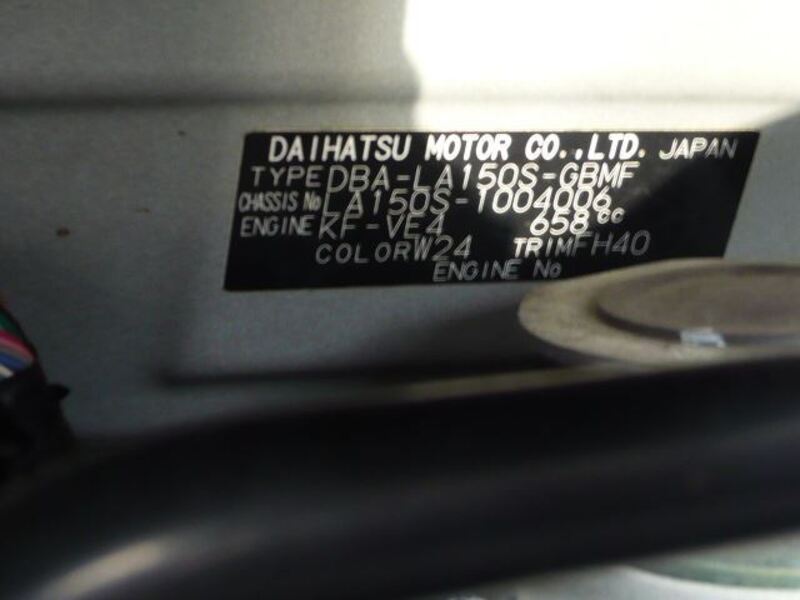 DAIHATSU MOTOR CO.,LTD. JAPAN
TYPE DBA-LA150S-GBMF
CHASSIS No LA150S-1004006
ENGINE KF-VE4 658cc
COLOR W24 TRIM FH40
ENGINE No